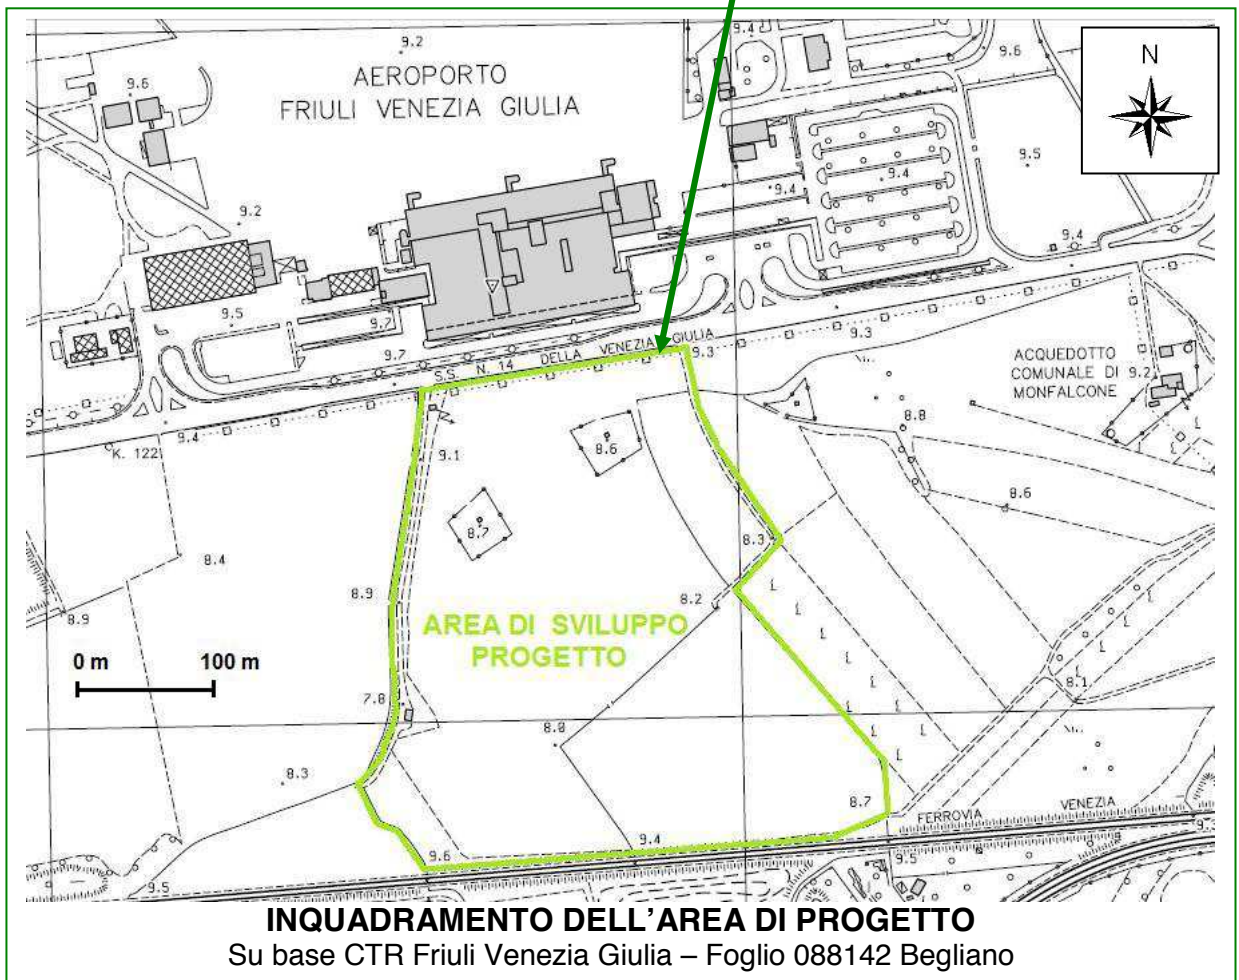 9.2
9.4
9.6
N
AEROPORTO
FRIULI VENEZIA GIULIA
9.6
9.5
9.4
9.4
9.2
9.4
9.5
9.7
9.7
S.S. N. 14 DELLA VENEZIA GIULIA
9.3
9.3
ACQUEDOTTO
COMUNALE DI
MONFALCONE
9.2
9.4
K. 122
9.1
8.6
8.8
8.7
8.6
8.4
8.3
8.9
8.9
8.2
AREA DI SVILUPPO
PROGETTO
0 m 100 m
7.8
8.1
8.0
8.3
8.7
FERROVIA VENEZIA
9.4
9.6
9.5
9.5
INQUADRAMENTO DELL’AREA DI PROGETTO
Su base CTR Friuli Venezia Giulia – Foglio 088142 Begliano